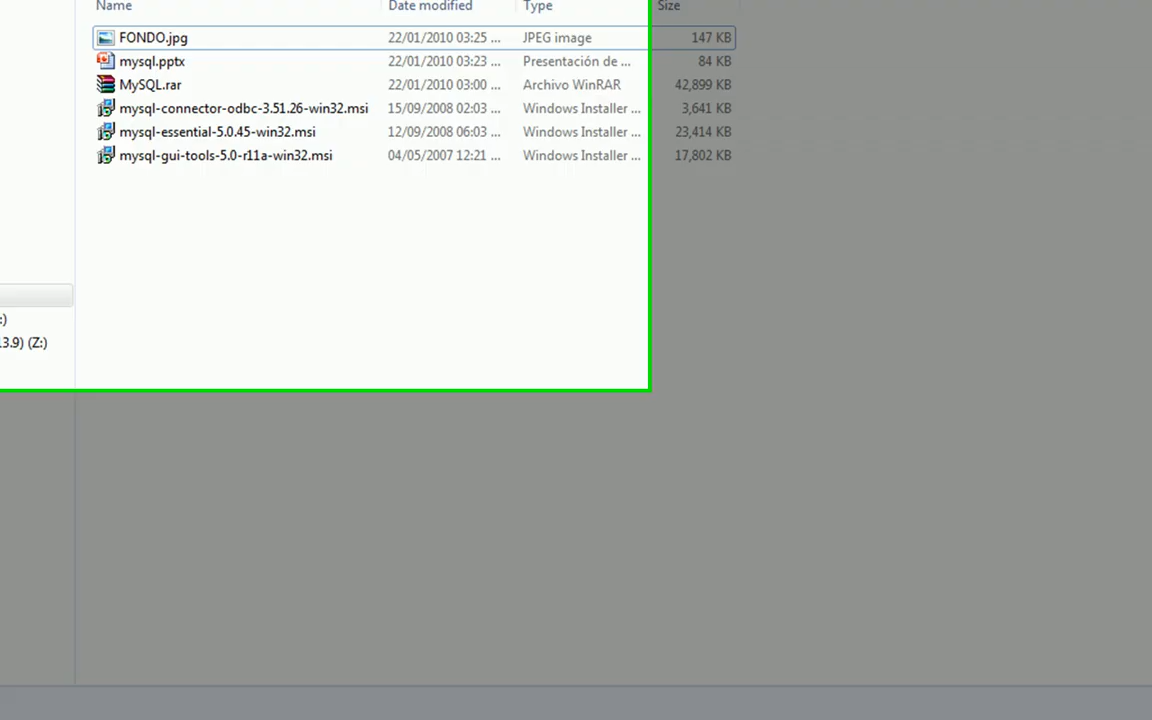 Name Date modified Type Size
FONDO.jpg 22/01/2010 03:25 ... JPEG image 147 KB
mysql.pptx 22/01/2010 03:23 ... Presentación de ... 84 KB
MySQL.rar 22/01/2010 03:00 ... Archivo WinRAR 42,899 KB
mysql-connector-odbc-3.51.26-win32.msi 15/09/2008 02:03 ... Windows Installer ... 3,641 KB
mysql-essential-5.0.45-win32.msi 12/09/2008 06:03 ... Windows Installer ... 23,414 KB
mysql-gui-tools-5.0-r11a-win32.msi 04/05/2007 12:21 ... Windows Installer ... 17,802 KB
:)
3.9) (Z:)